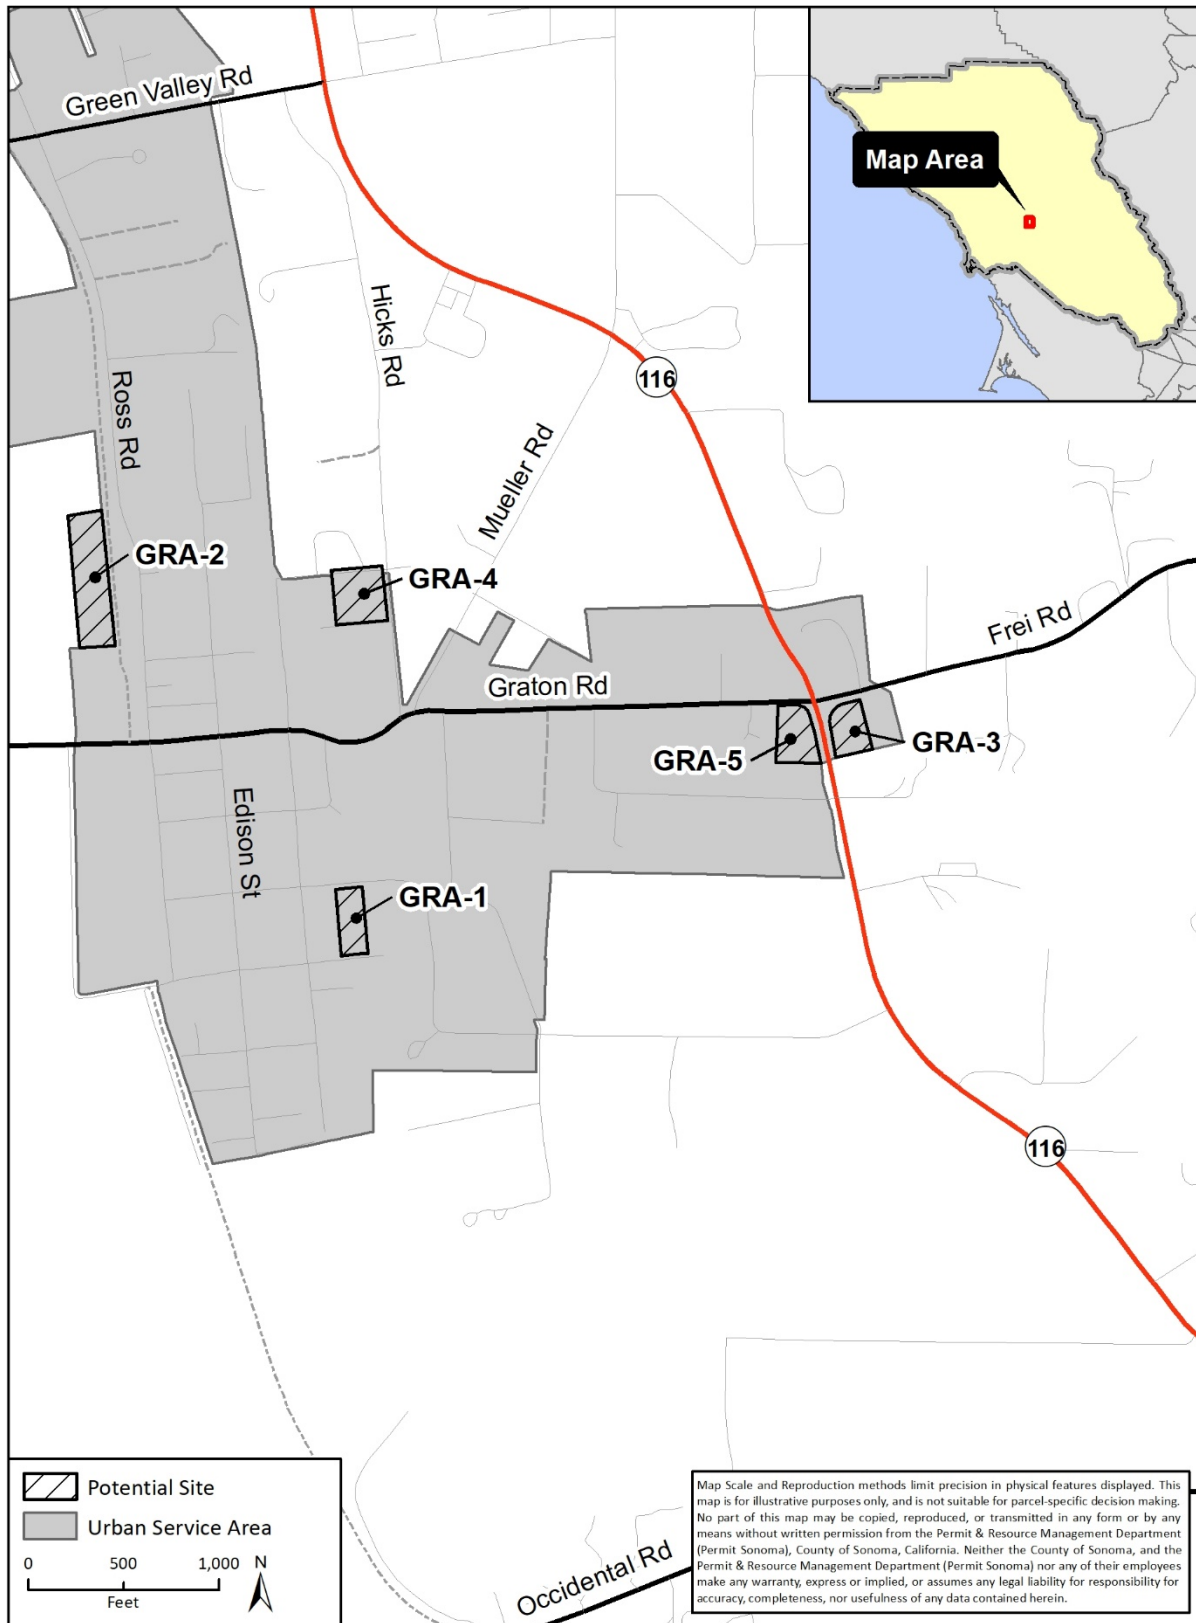 Green Valley Rd
Map Area
Hicks Rd
116
Ross Rd
Mueller Rd
GRA-2
GRA-4
Frei Rd
Graton Rd
GRA-5
GRA-3
Edison St
GRA-1
116
Potential Site
Urban Service Area
0 500 1,000 N
Feet
Occidental Rd
Map Scale and Reproduction methods limit precision in physical features displayed. This
map is for illustrative purposes only, and is not suitable for parcel-specific decision making.
No part of this map may be copied, reproduced, or transmitted in any form or by any
means without written permission from the Permit & Resource Management Department
(Permit Sonoma), County of Sonoma, California. Neither the County of Sonoma, and the
Permit & Resource Management Department (Permit Sonoma) nor any of their employees
make any warranty, express or implied, or assumes any legal liability for responsibility for
accuracy, completeness, nor usefulness of any data contained herein.